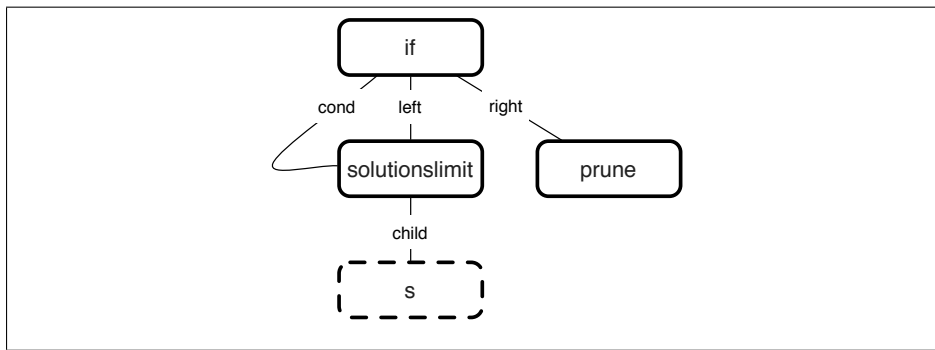 if
cond left right
solutionslimit prune
child
s